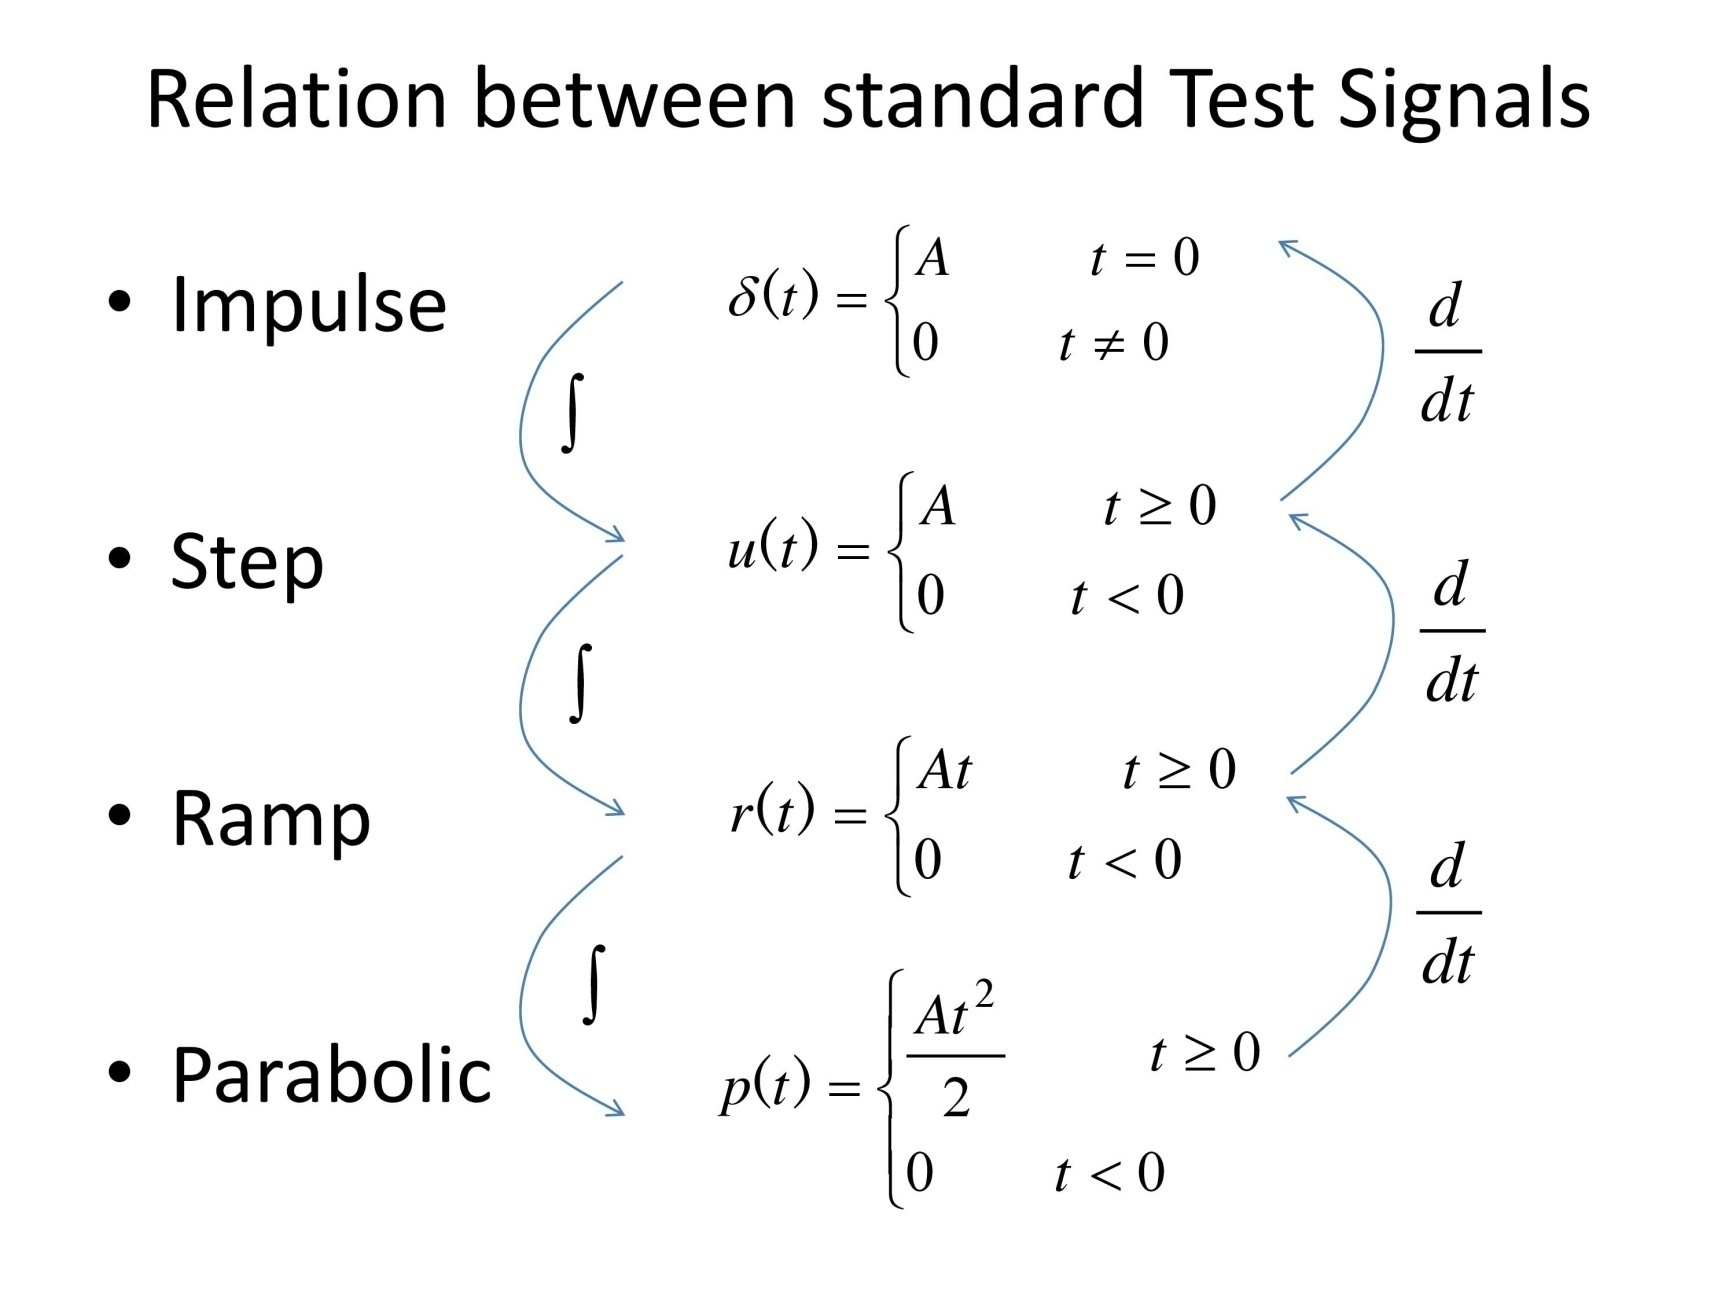 Relation between standard Test Signals
• Impulse
δ(t) = { A t = 0
0 t ≠ 0
d
dt
∫
• Step
u(t) = { A t ≥ 0
0 t < 0
d
dt
∫
• Ramp
r(t) = { At t ≥ 0
0 t < 0
d
dt
∫
• Parabolic
p(t) = { At²
2 t ≥ 0
0 t < 0